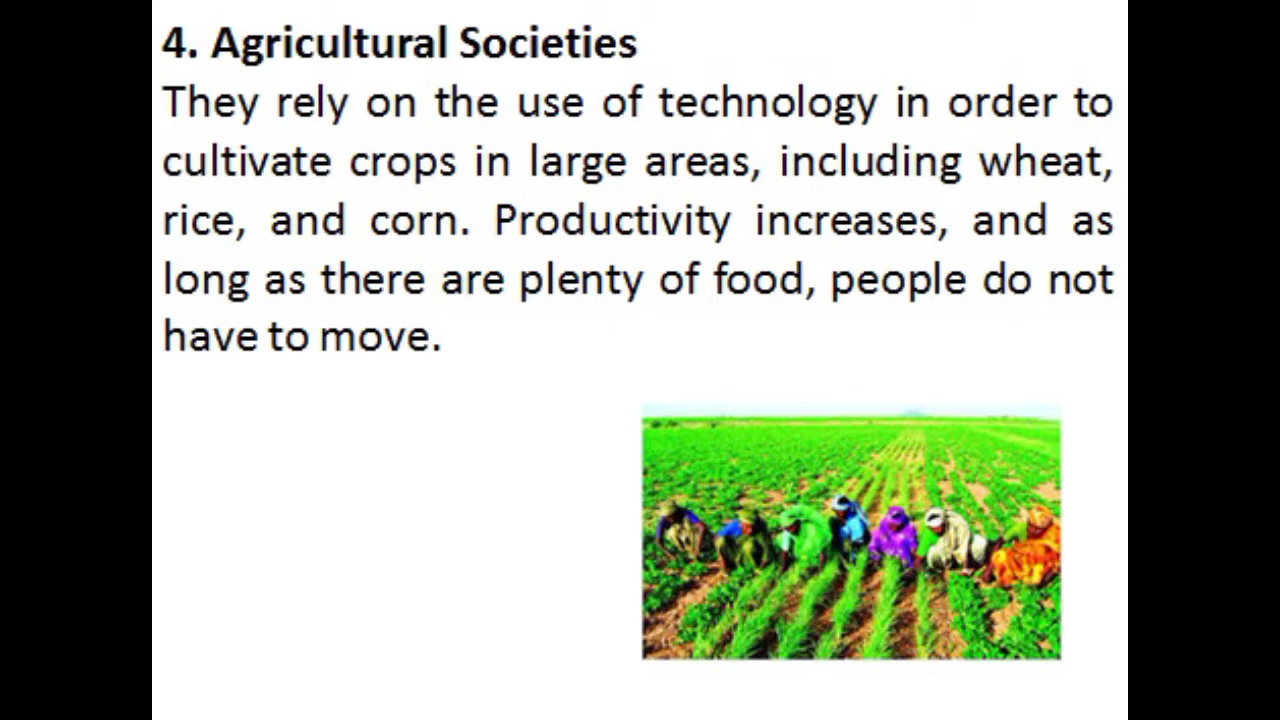 4. Agricultural Societies
They rely on the use of technology in order to
cultivate crops in large areas, including wheat,
rice, and corn. Productivity increases, and as
long as there are plenty of food, people do not
have to move.